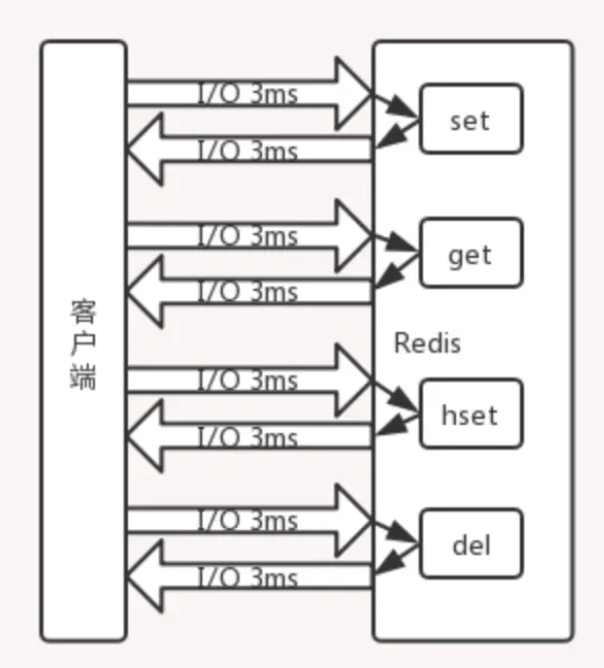 I/O 3ms
set
I/O 3ms
I/O 3ms
get
I/O 3ms
客户端
Redis
I/O 3ms
hset
I/O 3ms
I/O 3ms
del
I/O 3ms